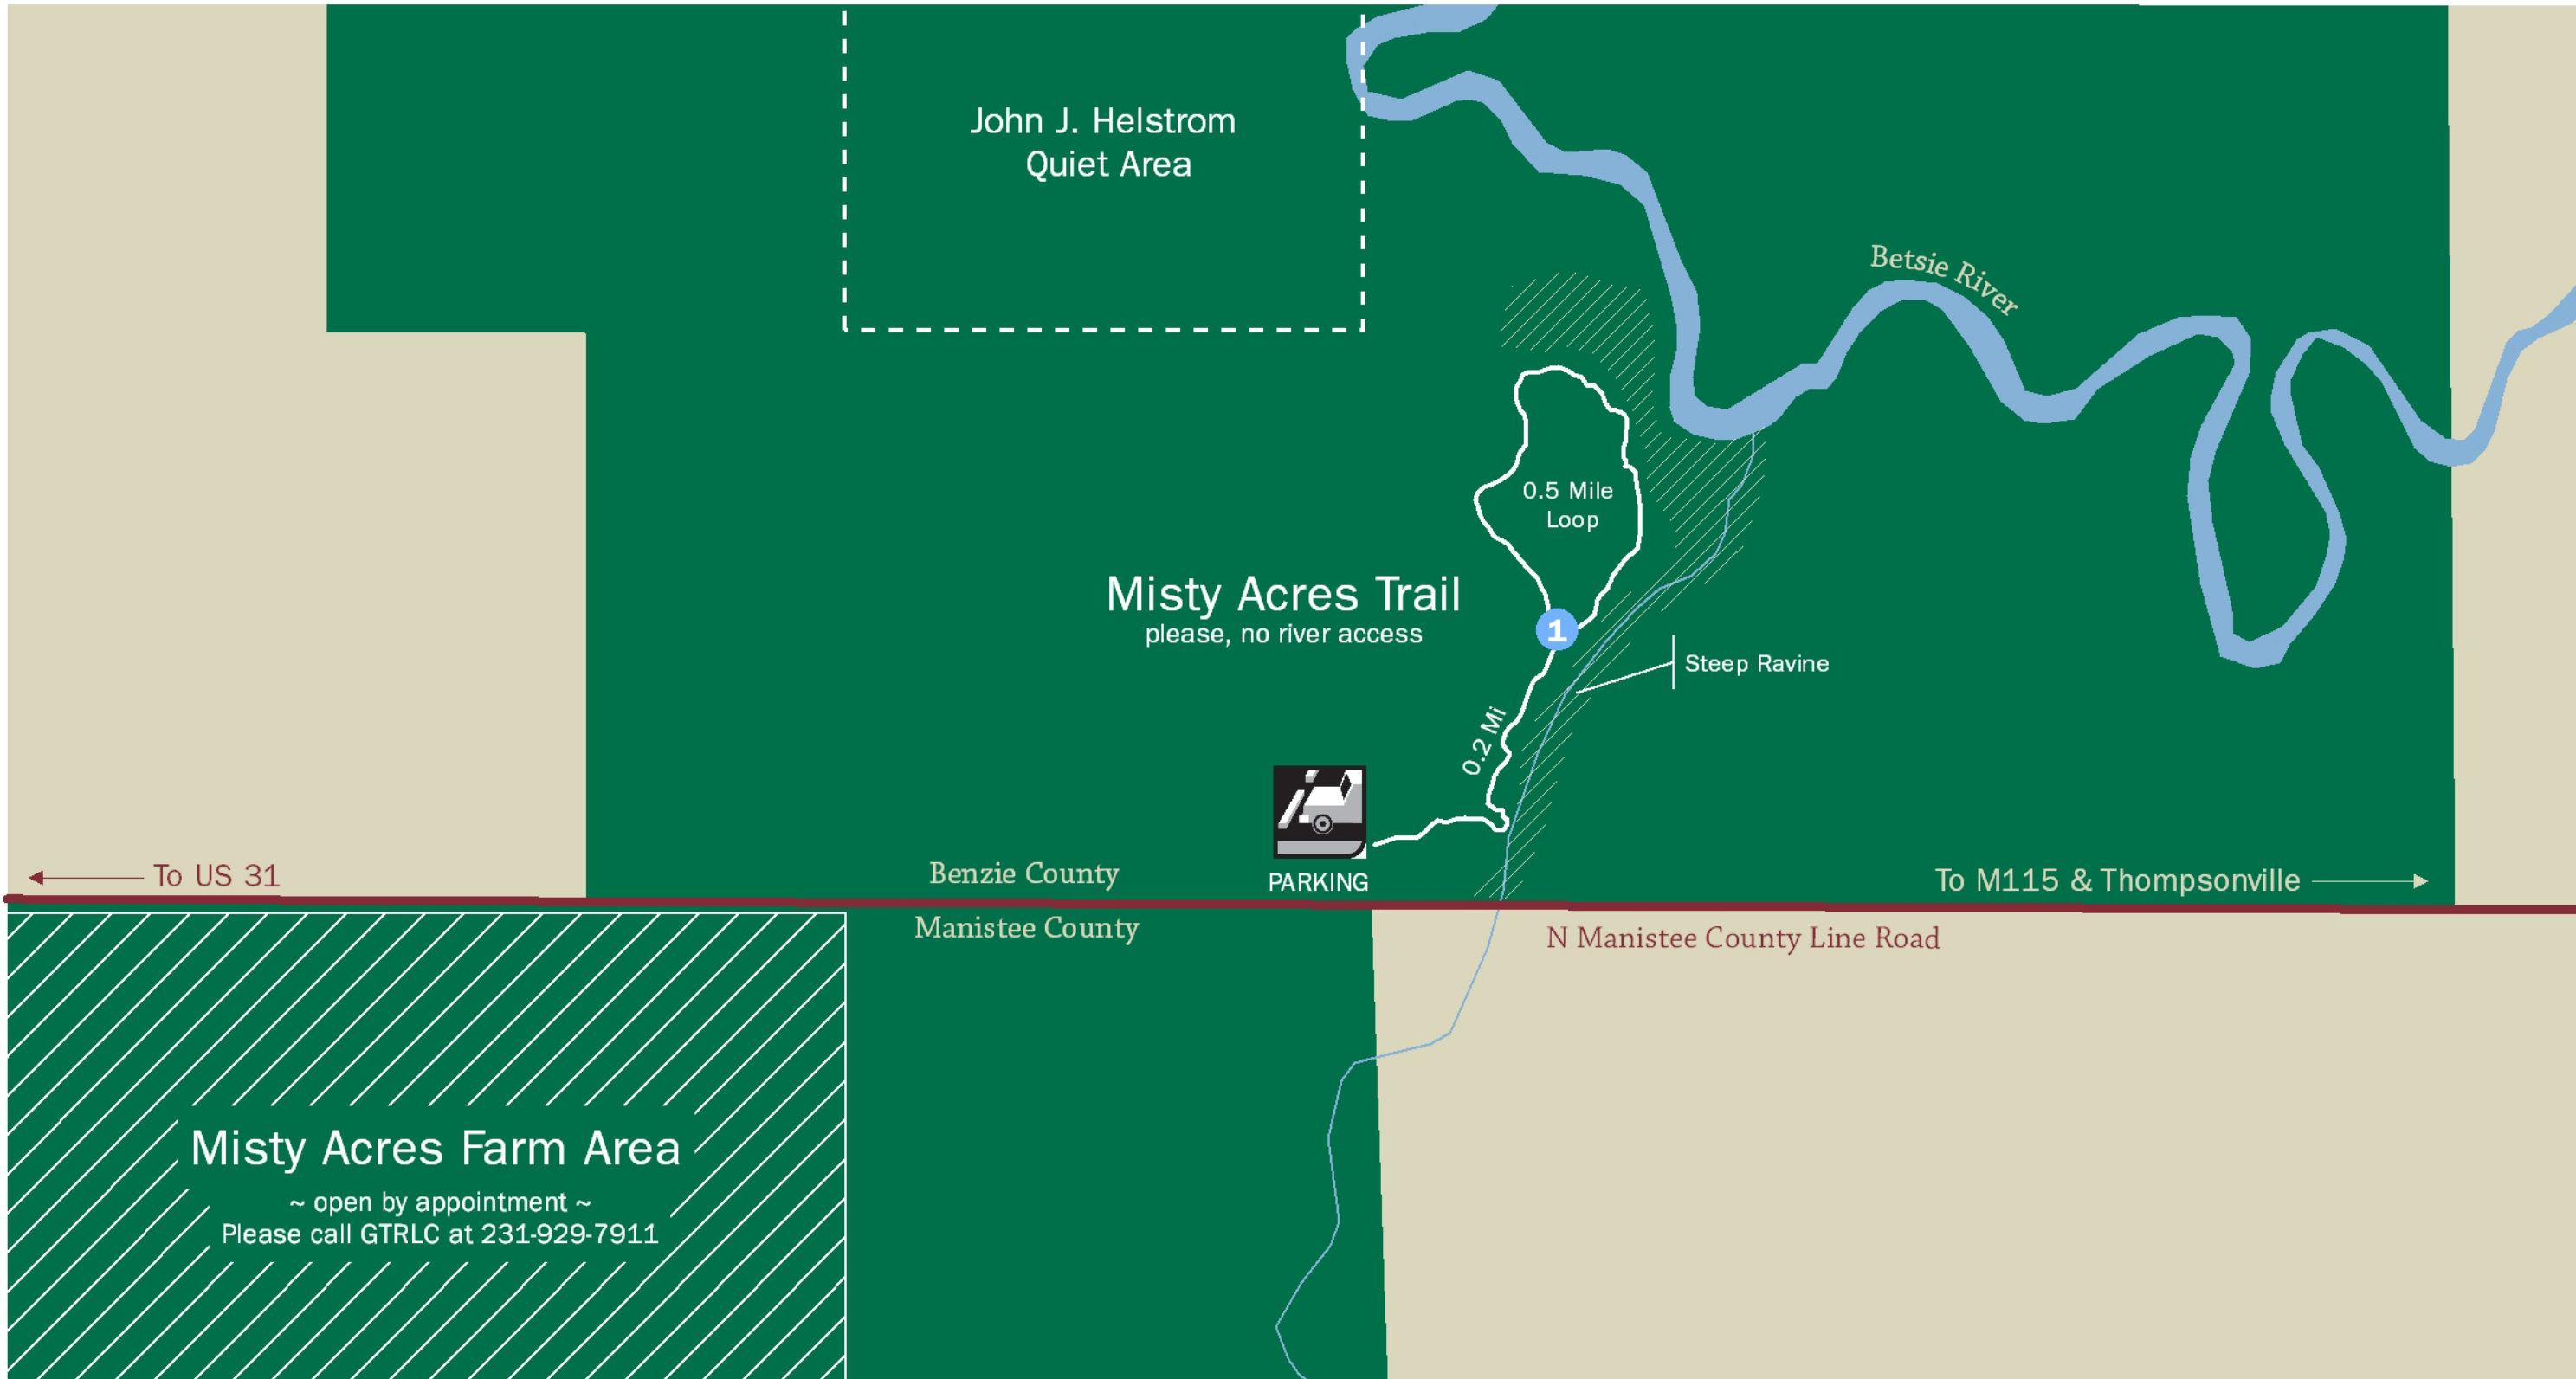 John J. Helstrom
Quiet Area
Betsie River
0.5 Mile
Loop
Misty Acres Trail
please, no river access
1
Steep Ravine
0.2 Mi
PARKING
To US 31
Benzie County
To M115 & Thompsonville
Manistee County
N Manistee County Line Road
Misty Acres Farm Area
~ open by appointment ~
Please call GTRLC at 231-929-7911